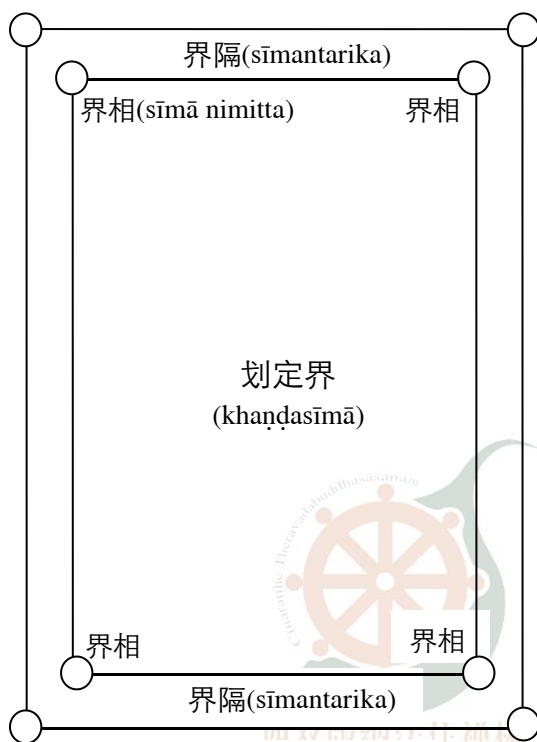 界隔(sīmantarika)
界相(sīmā nimitta) 界相
划定界
(khaṇḍasīmā)
界相 界相
界隔(sīmantarika)